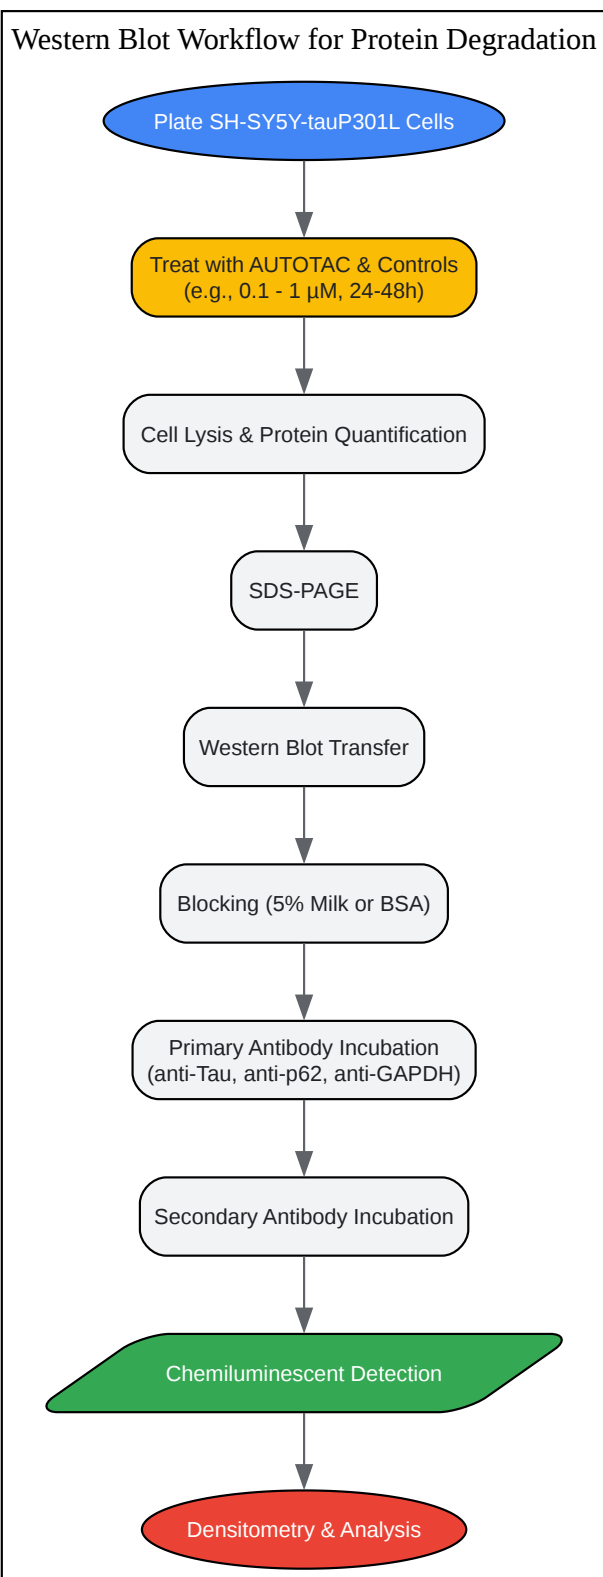 Western Blot Workflow for Protein Degradation
Plate SH-SY5Y-tauP301L Cells
Treat with AUTOTAC & Controls
(e.g., 0.1 - 1 µM, 24-48h)
Cell Lysis & Protein Quantification
SDS-PAGE
Western Blot Transfer
Blocking (5% Milk or BSA)
Primary Antibody Incubation
(anti-Tau, anti-p62, anti-GAPDH)
Secondary Antibody Incubation
Chemiluminescent Detection
Densitometry & Analysis